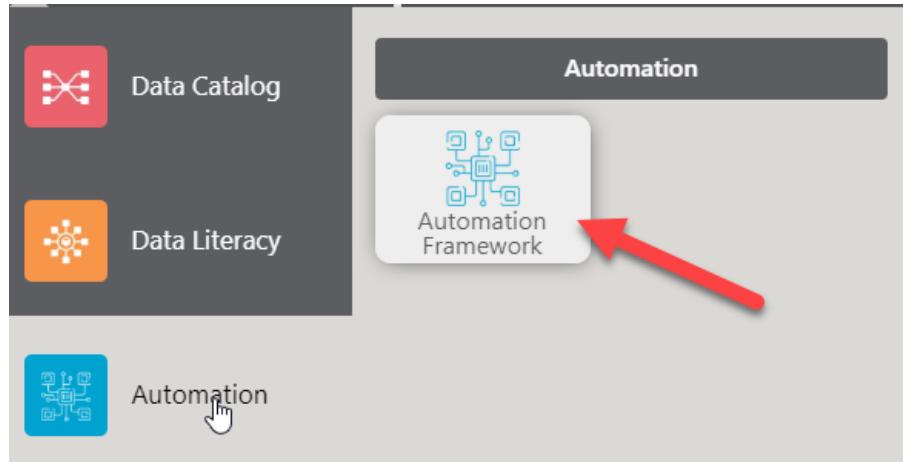 Data Catalog
Data Literacy
Automation
Automation
Automation
Framework